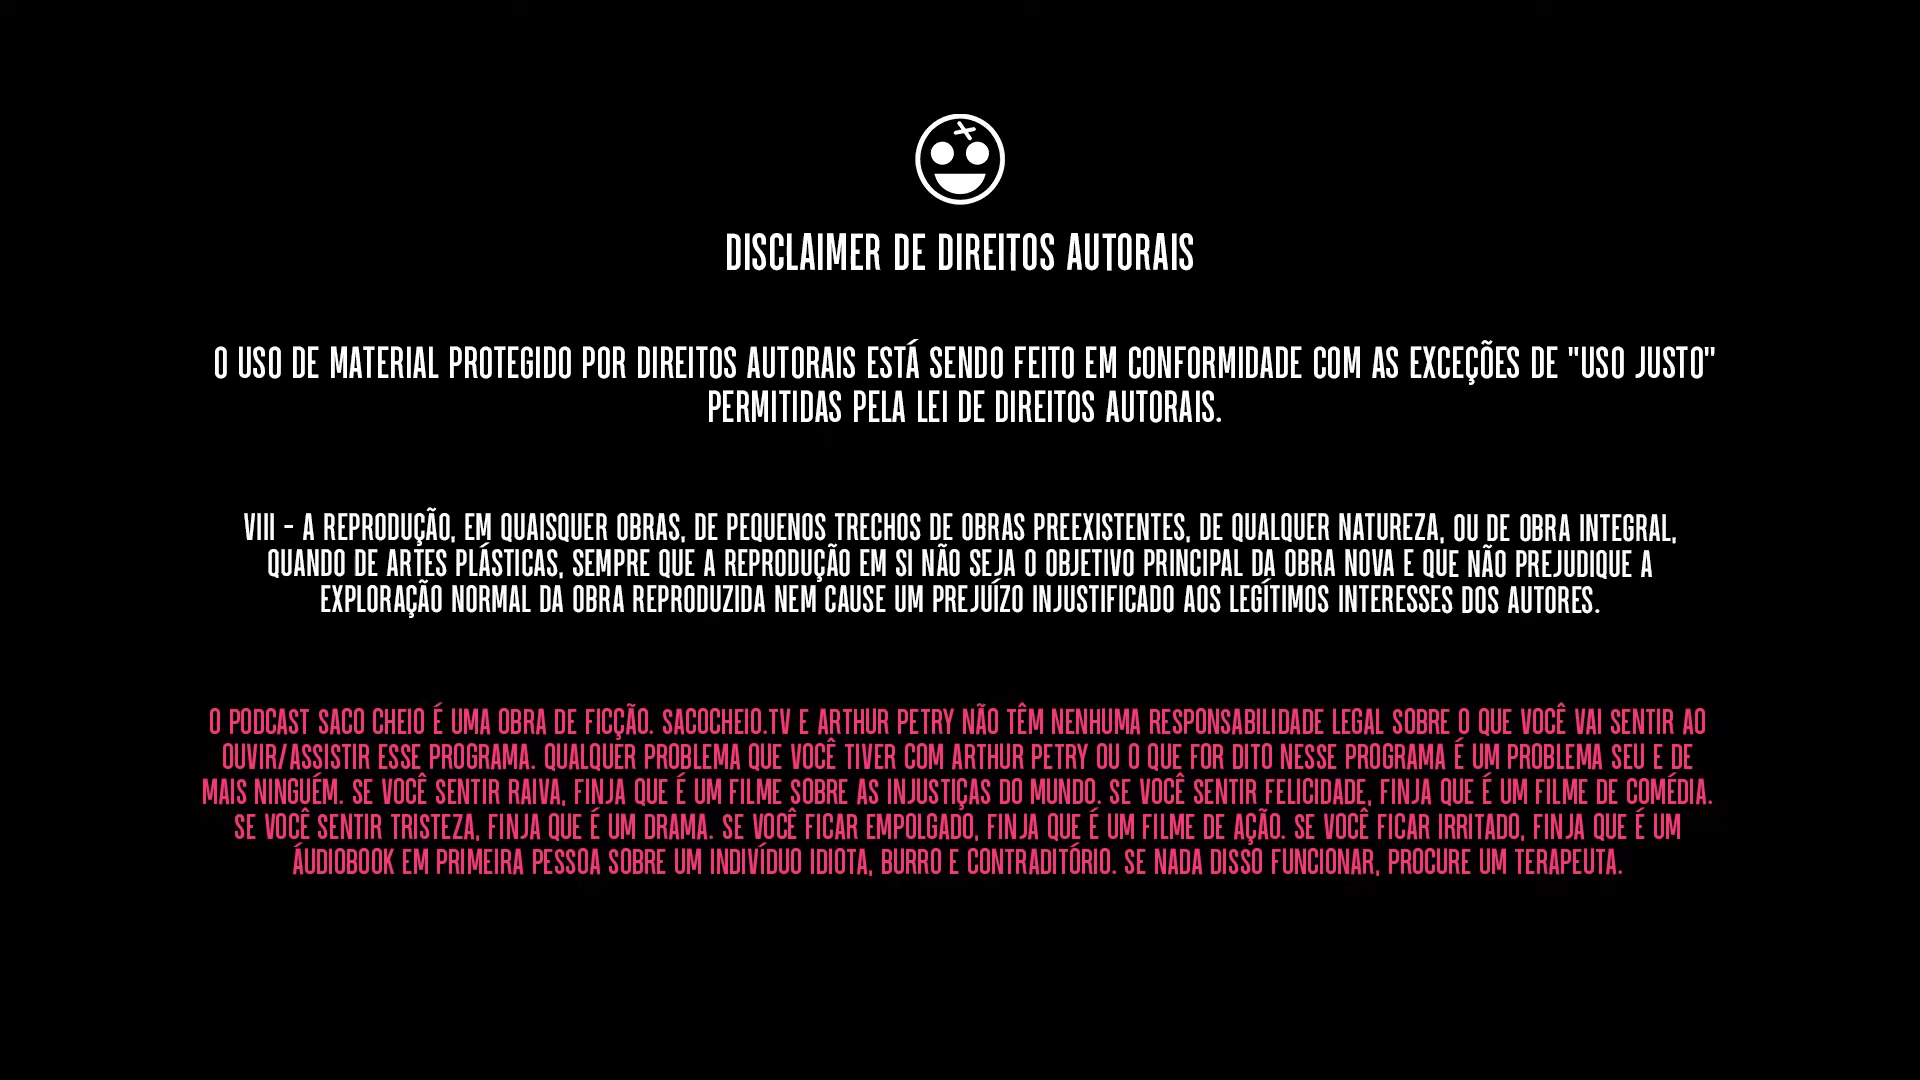 DISCLAIMER DE DIREITOS AUTORAIS
O USO DE MATERIAL PROTEGIDO POR DIREITOS AUTORAIS ESTÁ SENDO FEITO EM CONFORMIDADE COM AS EXCEÇÕES DE "USO JUSTO"
PERMITIDAS PELA LEI DE DIREITOS AUTORAIS.
VIII - A REPRODUÇÃO, EM QUAISQUER OBRAS, DE PEQUENOS TRECHOS DE OBRAS PREEXISTENTES, DE QUALQUER NATUREZA, OU DE OBRA INTEGRAL,
QUANDO DE ARTES PLÁSTICAS, SEMPRE QUE A REPRODUÇÃO EM SI NÃO SEJA O OBJETIVO PRINCIPAL DA OBRA NOVA E QUE NÃO PREJUDIQUE A
EXPLORAÇÃO NORMAL DA OBRA REPRODUZIDA NEM CAUSE UM PREJUÍZO INJUSTIFICADO AOS LEGÍTIMOS INTERESSES DOS AUTORES.
O PODCAST SACO CHEIO É UMA OBRA DE FICÇÃO. SACOCHEIO.TV E ARTHUR PETRY NÃO TÊM NENHUMA RESPONSABILIDADE LEGAL SOBRE O QUE VOCÊ VAI SENTIR AO
OUVIR/ASSISTIR ESSE PROGRAMA. QUALQUER PROBLEMA QUE VOCÊ TIVER COM ARTHUR PETRY OU O QUE FOR DITO NESSE PROGRAMA É UM PROBLEMA SEU E DE
MAIS NINGUÉM. SE VOCÊ SENTIR RAIVA, FINJA QUE É UM FILME SOBRE AS INJUSTIÇAS DO MUNDO. SE VOCÊ SENTIR FELICIDADE, FINJA QUE É UM FILME DE COMÉDIA.
SE VOCÊ SENTIR TRISTEZA, FINJA QUE É UM DRAMA. SE VOCÊ FICAR EMPOLGADO, FINJA QUE É UM FILME DE AÇÃO. SE VOCÊ FICAR IRRITADO, FINJA QUE É UM
ÁUDIOBOOK EM PRIMEIRA PESSOA SOBRE UM INDIVÍDUO IDIOTA, BURRO E CONTRADITÓRIO. SE NADA DISSO FUNCIONAR, PROCURE UM TERAPEUTA.